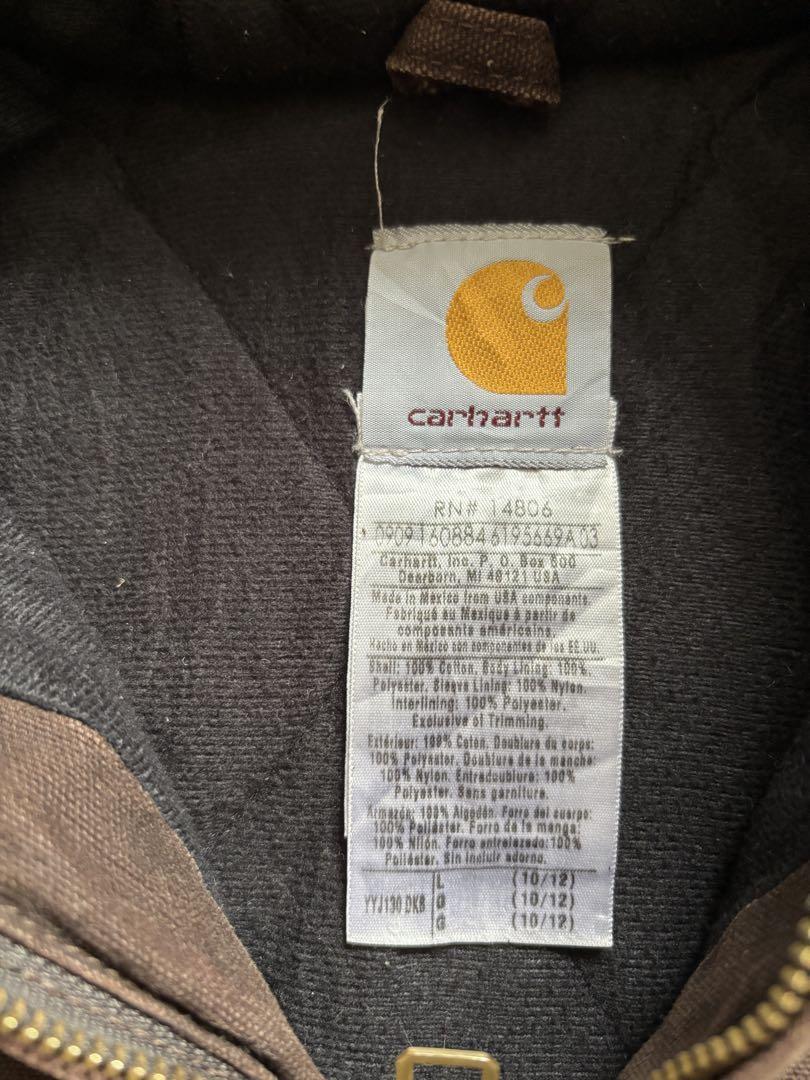 carhartt
RN# 14806
09091608846195669A03
Carhartt, Inc. P. O. Box 600
Dearborn, MI 48121 USA
Made in Mexico from USA components
Fabriqué au Mexique à partir de
composants américains.
Hecho en México con componentes de los EE.UU.
Shell: 100% Cotton. Body Lining: 100%
Polyester. Sleeve Lining: 100% Nylon.
Interlining: 100% Polyester.
Exclusive of Trimming.
Extérieur: 100% Coton. Doublure du corps:
100% Polyester. Doublure de la manche:
100% Nylon. Entredoublure: 100%
Polyester. Sans garniture.
Armazón: 100% Algodón. Forro del cuerpo:
100% Poliéster. Forro de la manga:
100% Nilón. Forro entrelazado:100%
Poliéster. Sin incluir adorno.
L (10/12)
YYJ130 DKB G (10/12)
G (10/12)